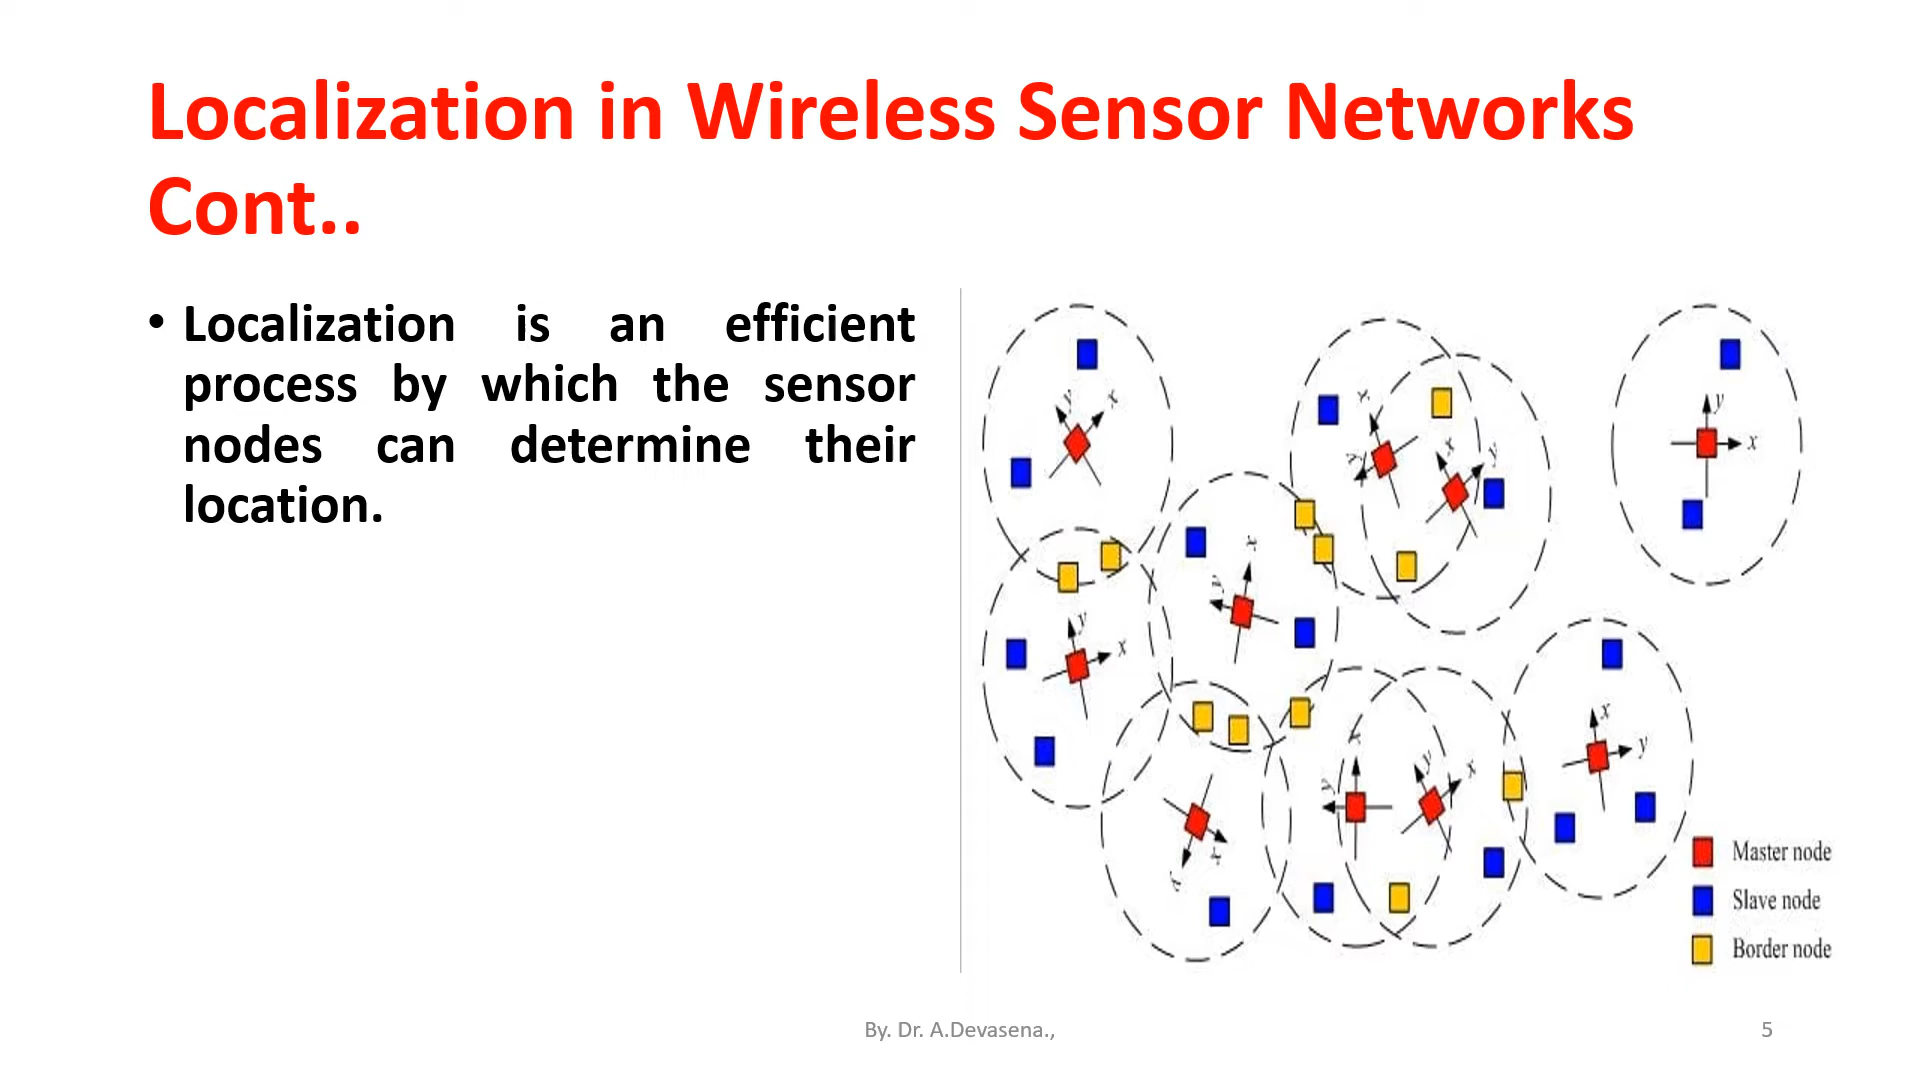 Localization in Wireless Sensor Networks
Cont..
• Localization is an efficient
process by which the sensor
nodes can determine their
location.
y x
x y
x y
y x
x y
y x
x y
x y
y x
x y
x y
Master node
Slave node
Border node
By. Dr. A.Devasena.,
5